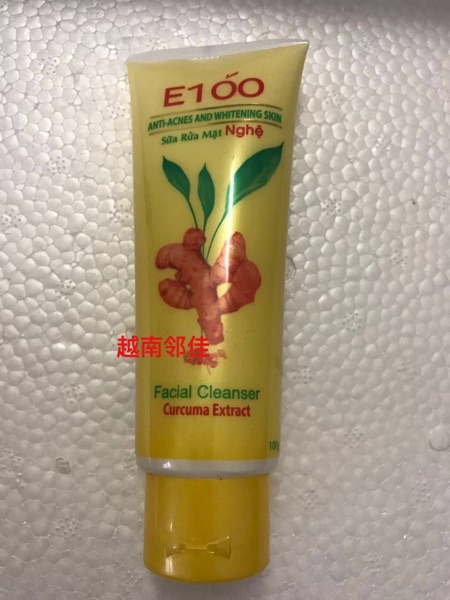 E100
ANTI-ACNES AND WHITENING SKIN
Sữa Rửa Mặt Nghệ
越南邻佳
Facial Cleanser
Curcuma Extract